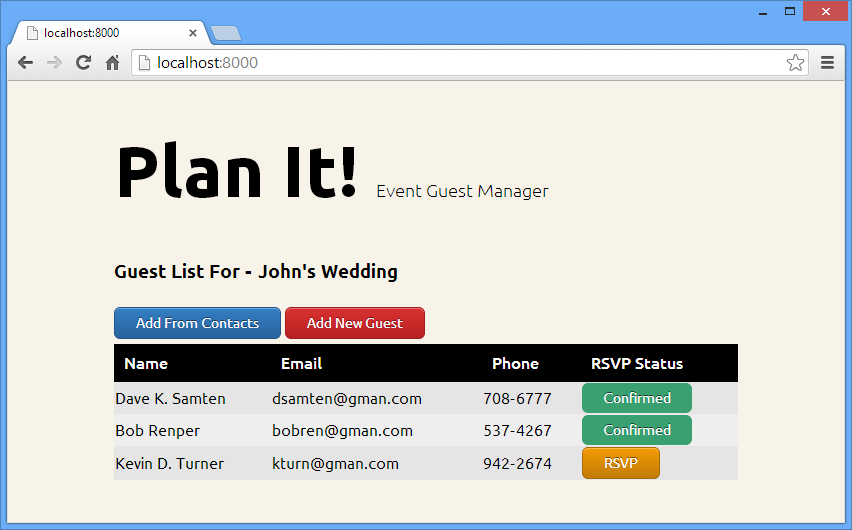 localhost:8000
localhost:8000
Plan It! Event Guest Manager
Guest List For - John's Wedding
Add From Contacts Add New Guest
Name Email Phone RSVP Status
Dave K. Samten dsamten@gman.com 708-6777 Confirmed
Bob Renper bobren@gman.com 537-4267 Confirmed
Kevin D. Turner kturn@gman.com 942-2674 RSVP